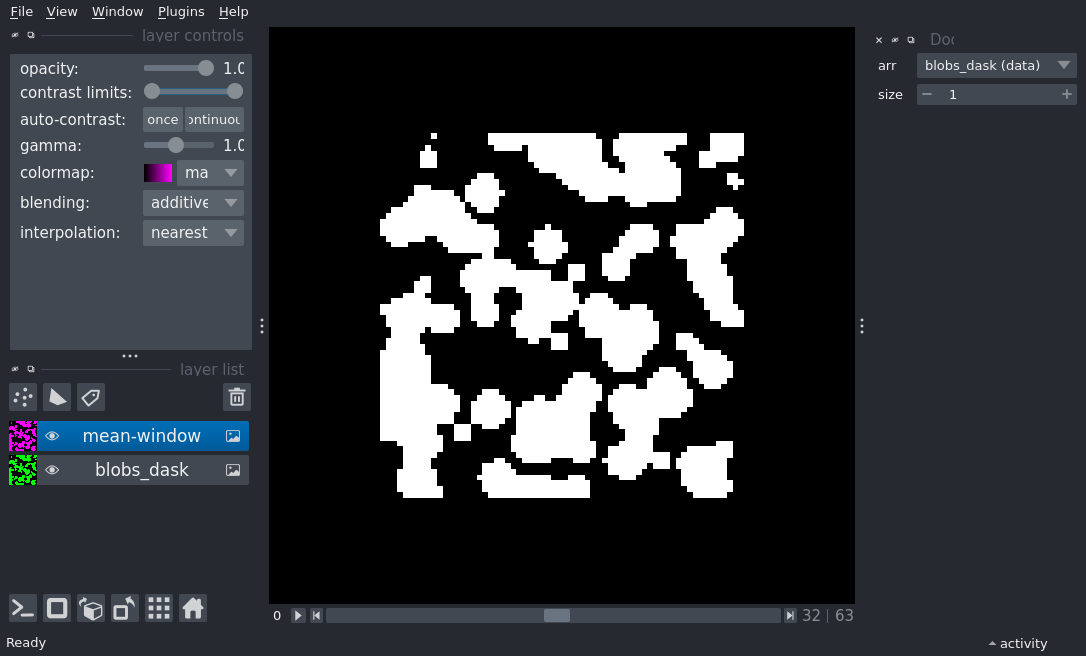 File View Window Plugins Help
layer controls
opacity: 1.0
contrast limits:
auto-contrast: once ontinuou
gamma: 1.0
colormap: ma
blending: additive
interpolation: nearest
layer list
mean-window
blobs_dask
0 32 | 63
Ready
Doc
arr blobs_dask (data)
size 1
activity